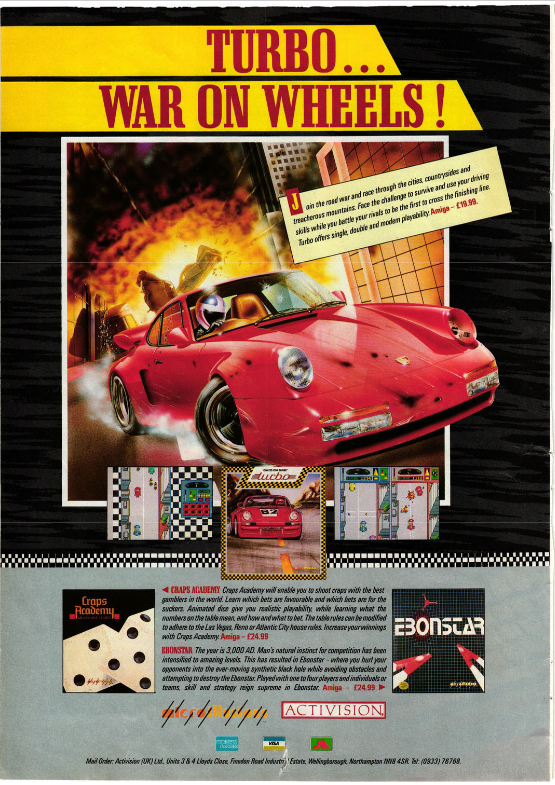 TURBO...
WAR ON WHEELS!
Join the road war and race through the cities, countrysides and
treacherous mountains. Face the challenge to survive and use your driving
skills while you battle your rivals to be the first to cross the finishing line.
Turbo offers single, double and modem playability. Amiga – £19.99.
turbo
Craps
Academy
◄ CRAPS ACADEMY Craps Academy will enable you to shoot craps with the best
gamblers in the world. Learn which bets are favourable and which bets are for the
suckers. Animated dice give you realistic playability, while learning what the
numbers on the table mean, and how and what to bet. The table rules can be modified
to adhere to the Las Vegas, Reno or Atlantic City house rules. Increase your winnings
with Craps Academy. Amiga – £24.99
EBONSTAR The year is 3,000 AD. Man's natural instinct for competition has been
intensified to amazing levels. This has resulted in Ebonstar – where you hurl your
opponents into the ever-moving synthetic black hole while avoiding obstacles and
attempting to destroy the Ebonstar. Played with one to four players and individuals or
teams, skill and strategy reign supreme in Ebonstar. Amiga – £24.99 ►
EBONSTAR
microIllusions
ACTIVISION
VISA
Mail Order: Activision (UK) Ltd., Units 3 & 4 Lloyds Close, Finedon Road Industrial Estate, Wellingborough, Northampton NN8 4SR. Tel: (0933) 76768.